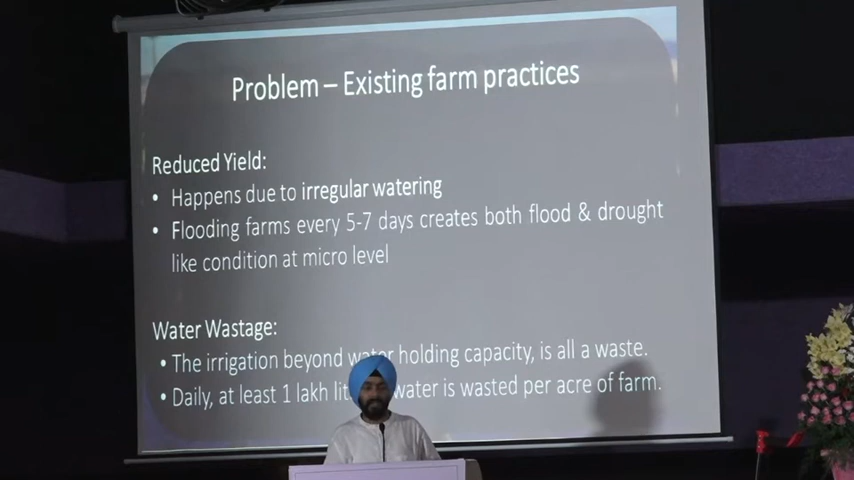 Problem – Existing farm practices
Reduced Yield:
• Happens due to irregular watering
• Flooding farms every 5-7 days creates both flood & drought
like condition at micro level
Water Wastage:
• The irrigation beyond water holding capacity, is all a waste.
• Daily, at least 1 lakh water is wasted per acre of farm.